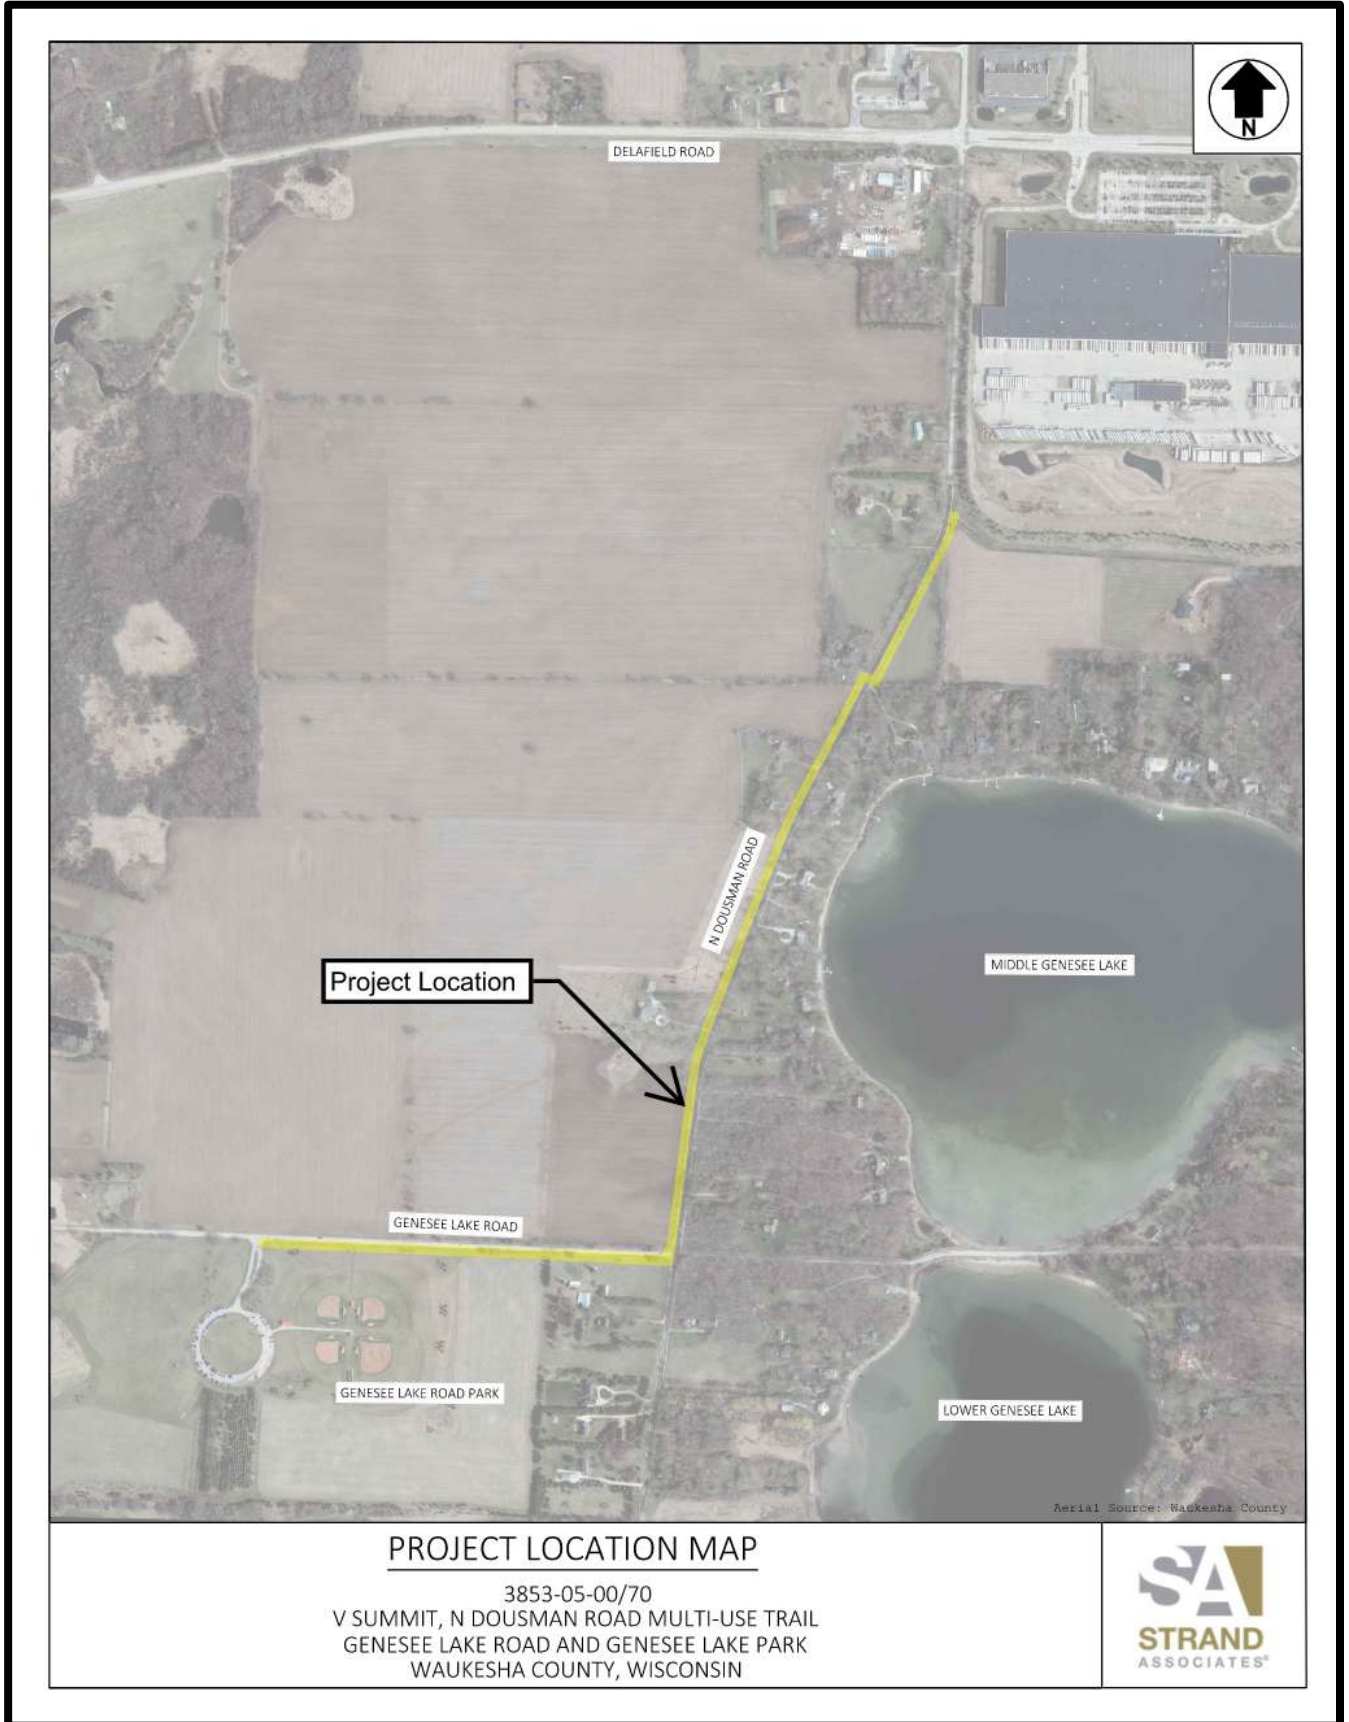 N
DELAFIELD ROAD
N DOUSMAN ROAD
MIDDLE GENESEE LAKE
Project Location
GENESEE LAKE ROAD
GENESEE LAKE ROAD PARK
LOWER GENESEE LAKE
Aerial Source: Waukesha County
PROJECT LOCATION MAP
3853-05-00/70
V SUMMIT, N DOUSMAN ROAD MULTI-USE TRAIL
GENESEE LAKE ROAD AND GENESEE LAKE PARK
WAUKESHA COUNTY, WISCONSIN
SA
STRAND
ASSOCIATES®